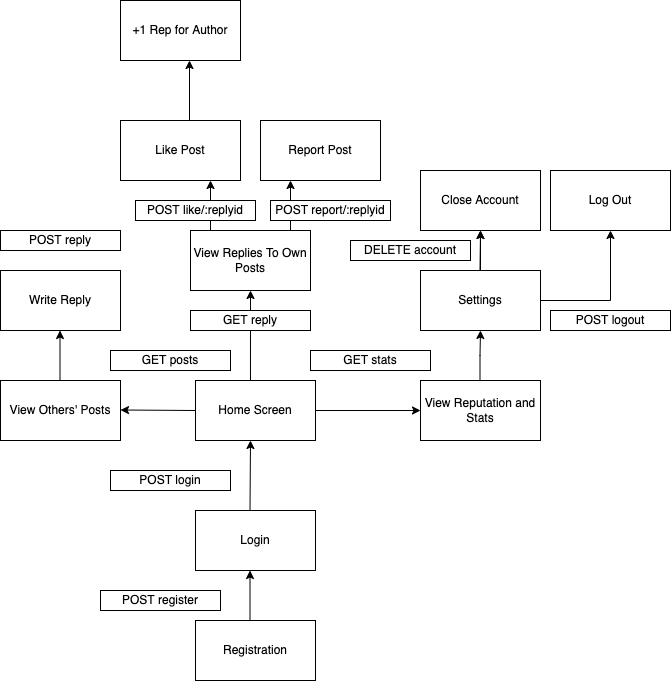 +1 Rep for Author
Like Post
Report Post
POST like/:replyid
POST report/:replyid
Close Account
Log Out
POST reply
View Replies To Own
Posts
DELETE account
Write Reply
Settings
GET reply
POST logout
GET posts
GET stats
View Others' Posts
Home Screen
View Reputation and
Stats
POST login
Login
POST register
Registration